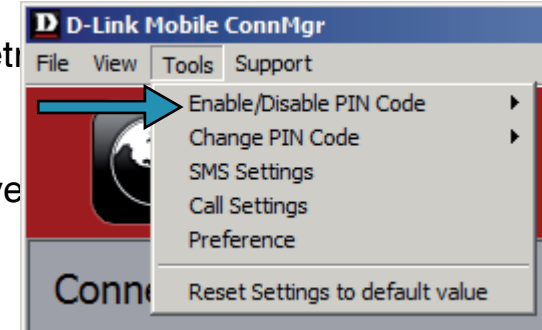 D D-Link Mobile ConnMgr
File View Tools Support
Enable/Disable PIN Code
Change PIN Code
SMS Settings
Call Settings
Preference
Reset Settings to default value